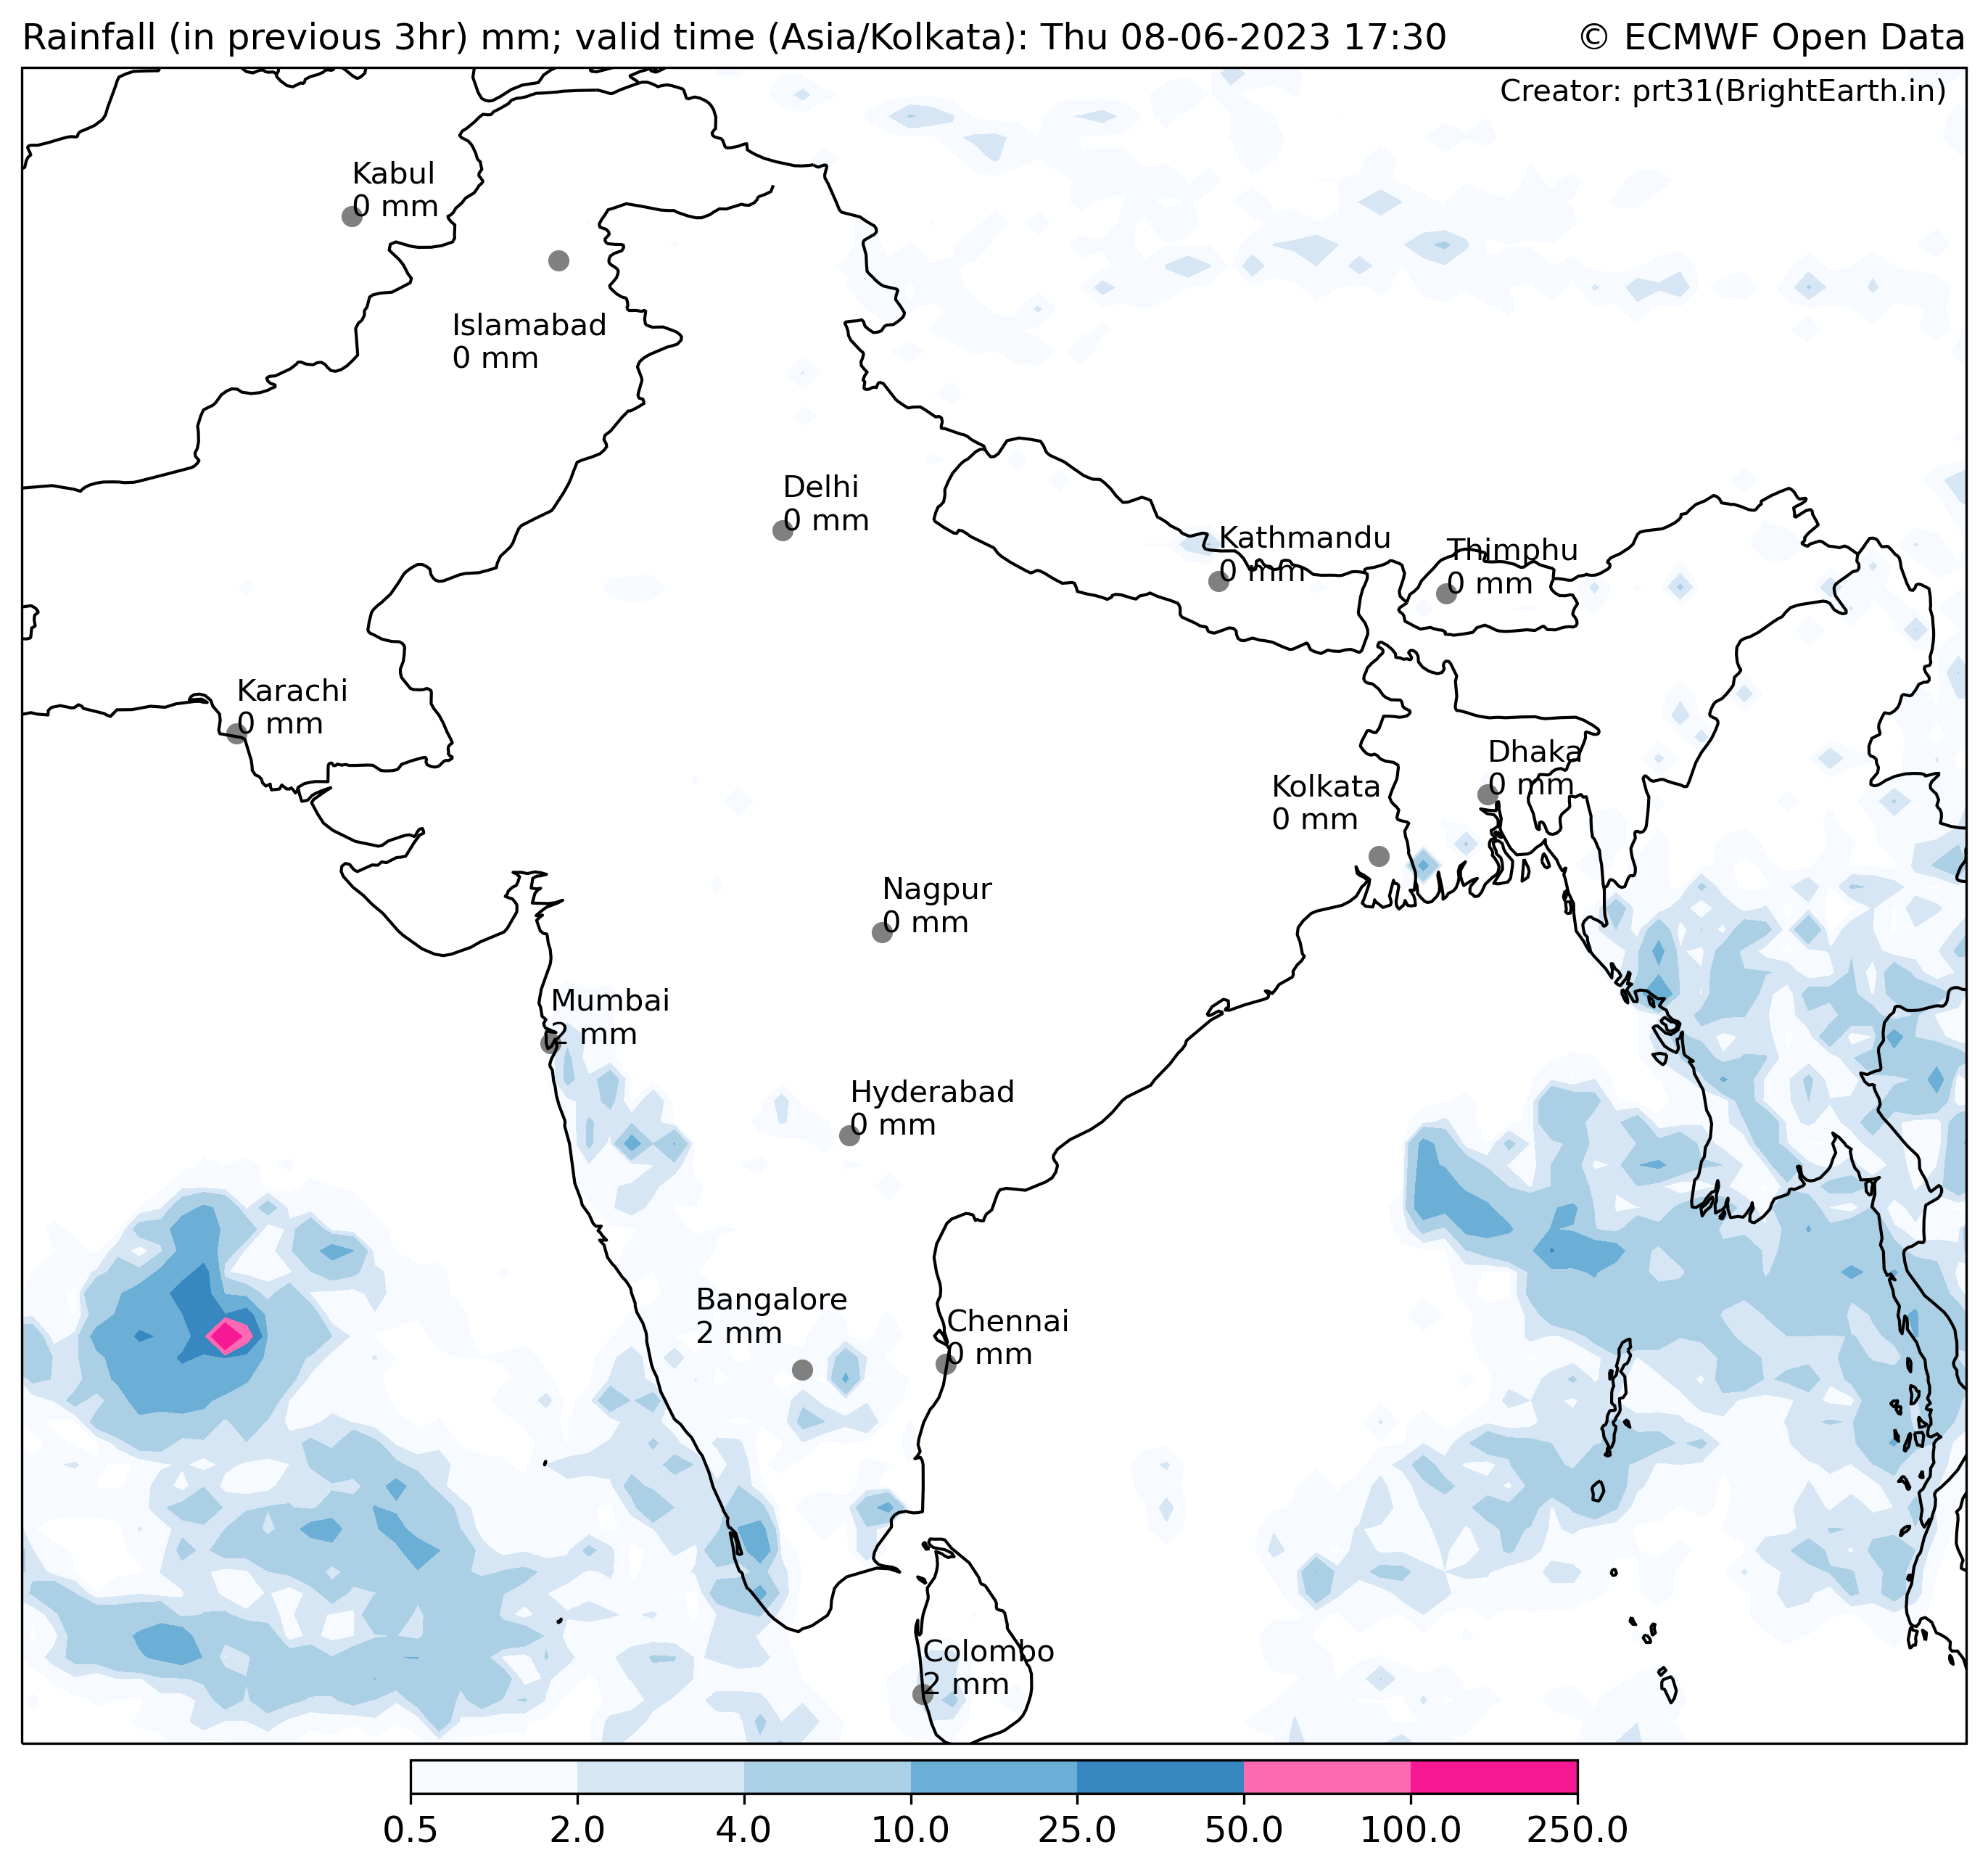 Rainfall (in previous 3hr) mm; valid time (Asia/Kolkata): Thu 08-06-2023 17:30
© ECMWF Open Data
Creator: prt31(BrightEarth.in)
Kabul
0 mm
Islamabad
0 mm
Delhi
0 mm
Kathmandu
0 mm
Thimphu
0 mm
Karachi
0 mm
Dhaka
0 mm
Kolkata
0 mm
Nagpur
0 mm
Mumbai
2 mm
Hyderabad
0 mm
Bangalore
2 mm
Chennai
0 mm
Colombo
2 mm
0.5 2.0 4.0 10.0 25.0 50.0 100.0 250.0